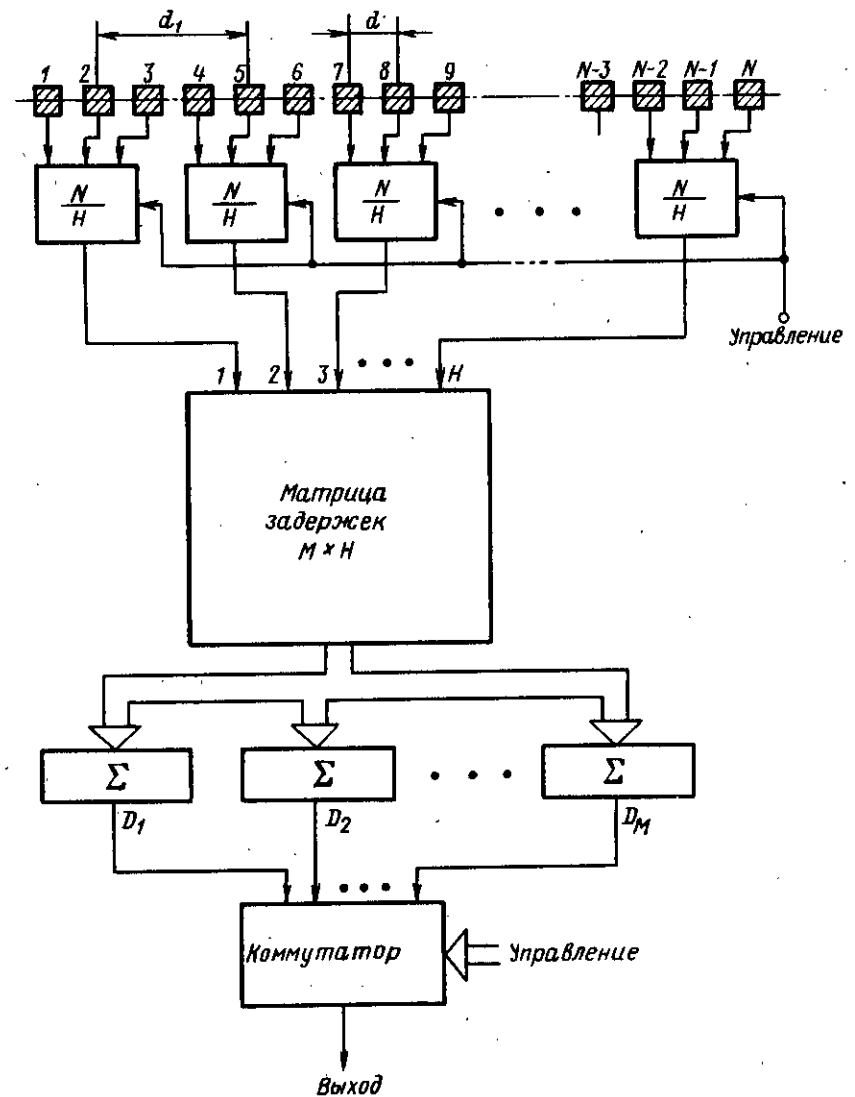 d₁ d
1 2 3 4 5 6 7 8 9 N-3 N-2 N-1 N
N/H N/H N/H N/H
Управление
1 2 3 H
Матрица
задержек
M × H
Σ Σ Σ
D₁ D₂ D_M
Коммутатор
Управление
Выход